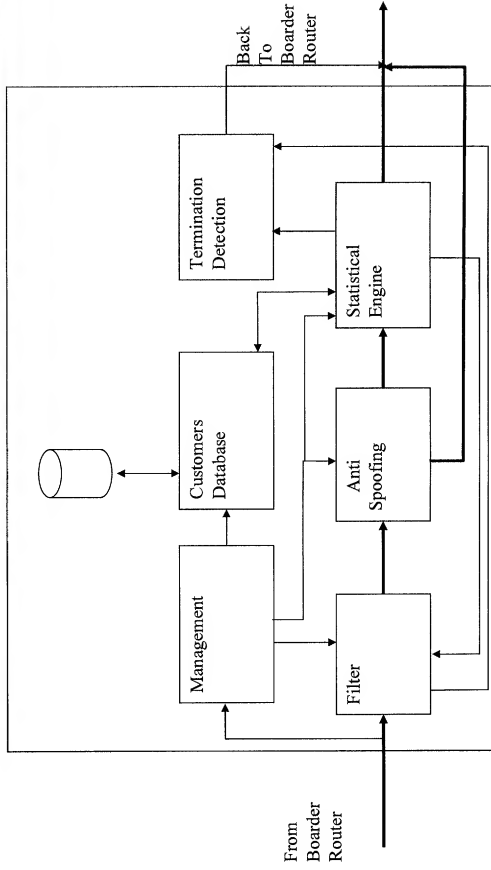 From
Boarder
Router
Management
Customers
Database
Termination
Detection
Back
To
Boarder
Router
Filter
Anti
Spoofing
Statistical
Engine